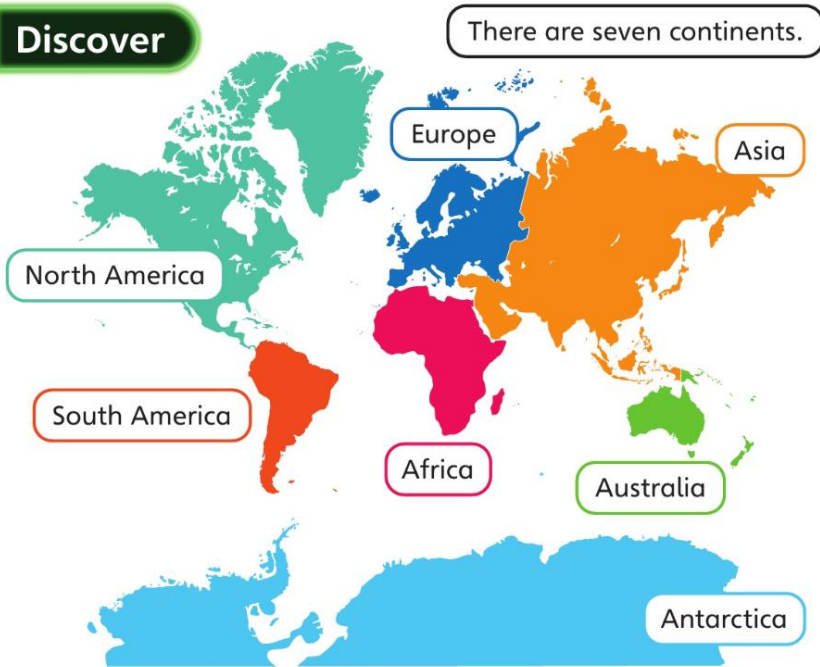 Discover
There are seven continents.
Europe
Asia
North America
South America
Africa
Australia
Antarctica